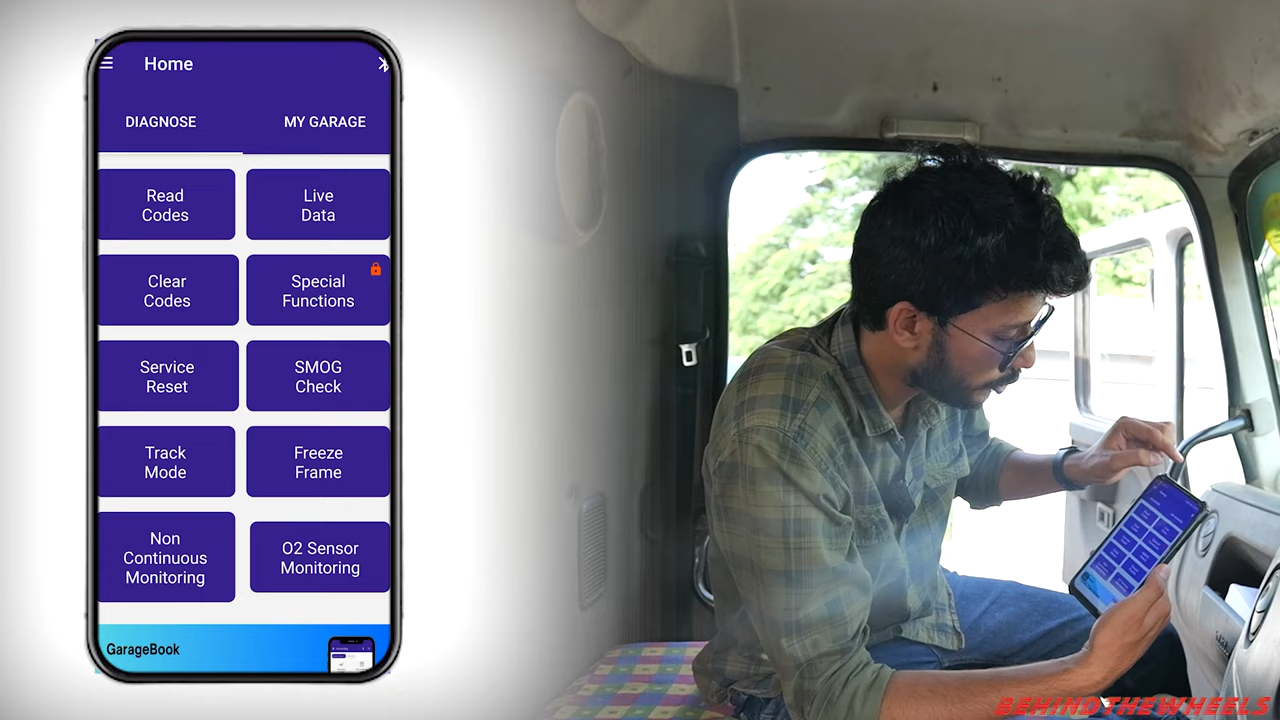 Home
DIAGNOSE
MY GARAGE
Read
Codes
Live
Data
Clear
Codes
Special
Functions
Service
Reset
SMOG
Check
Track
Mode
Freeze
Frame
Non
Continuous
Monitoring
O2 Sensor
Monitoring
GarageBook
BEHINDTHEWHEELS